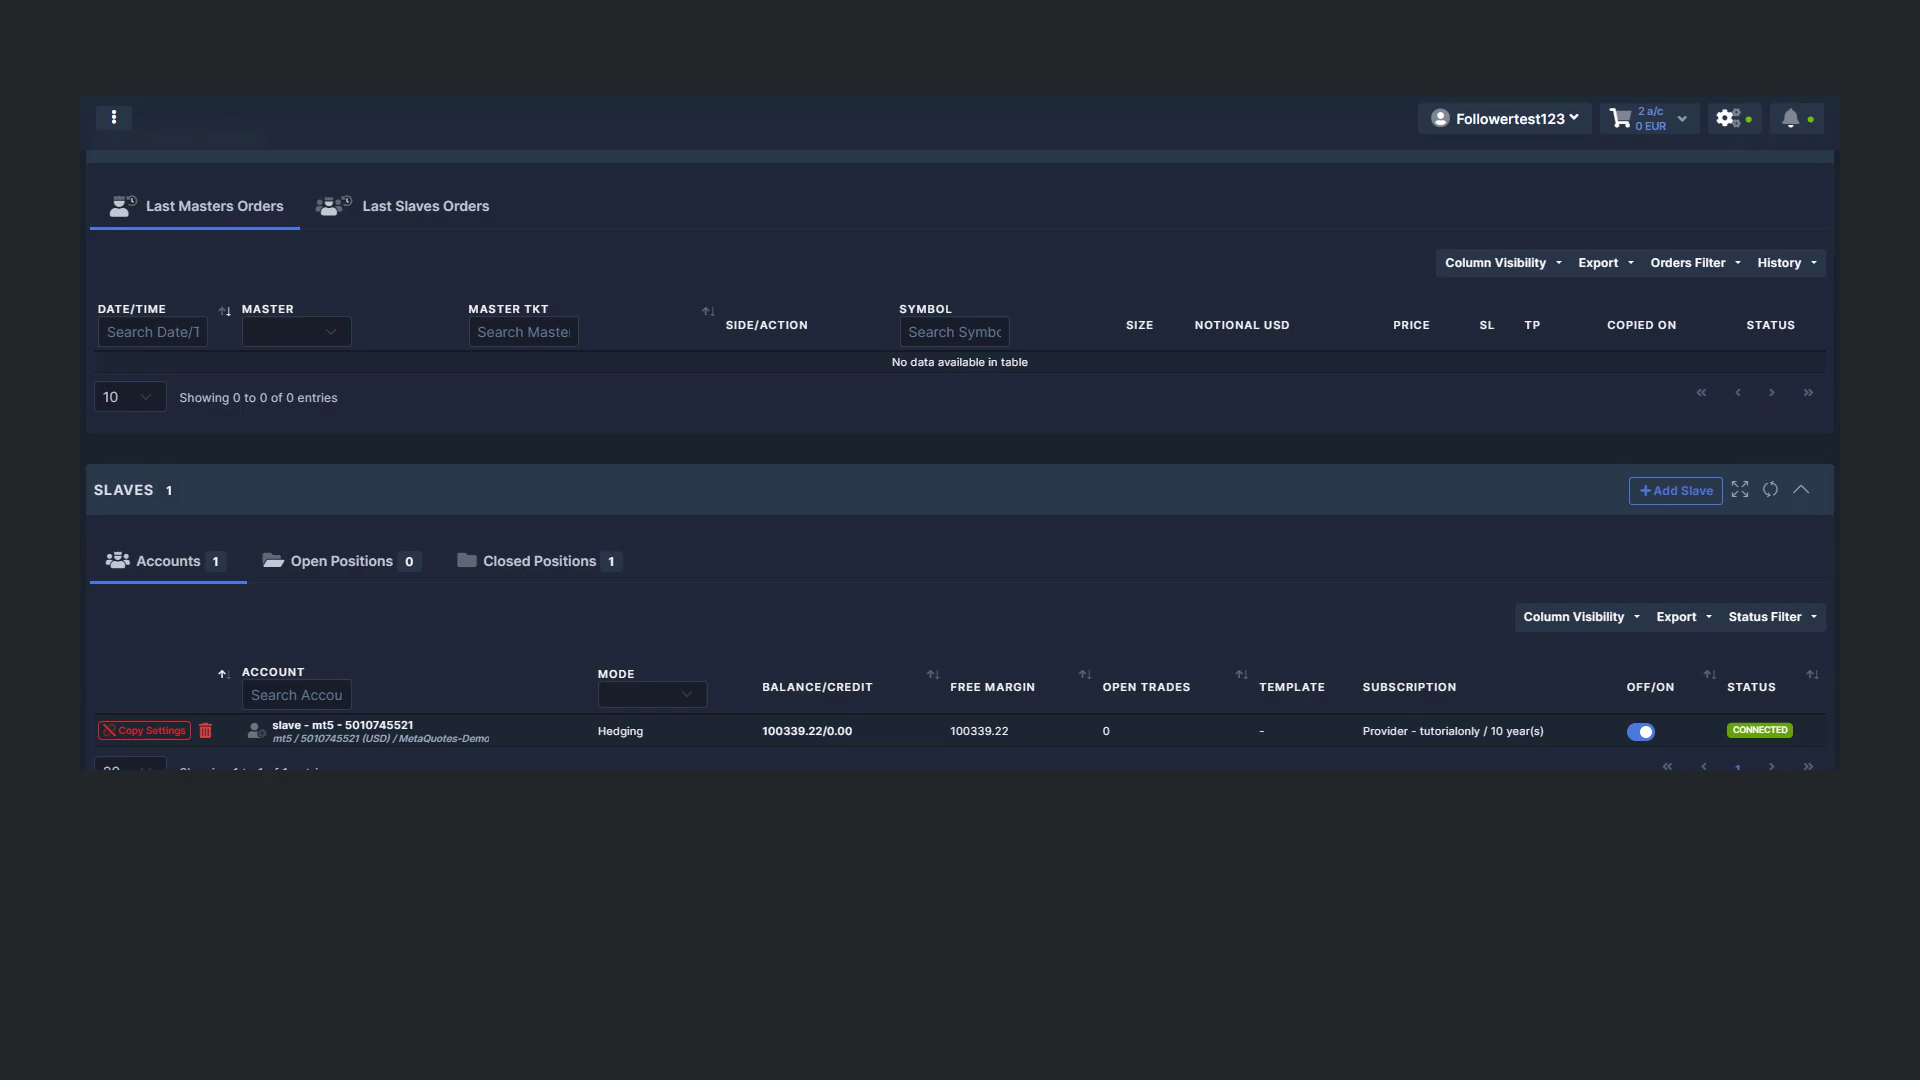 Followertest123
2 a/c
0 EUR
Last Masters Orders
Last Slaves Orders
Column Visibility
Export
Orders Filter
History
DATE/TIME
MASTER
MASTER TKT
SIDE/ACTION
SYMBOL
SIZE
NOTIONAL USD
PRICE
SL
TP
COPIED ON
STATUS
Search Date/T
Search Master
Search Symbo
No data available in table
10
Showing 0 to 0 of 0 entries
« ‹ › »
SLAVES 1
+ Add Slave
Accounts 1
Open Positions 0
Closed Positions 1
Column Visibility
Export
Status Filter
ACCOUNT
MODE
BALANCE/CREDIT
FREE MARGIN
OPEN TRADES
TEMPLATE
SUBSCRIPTION
OFF/ON
STATUS
Search Accou
Copy Settings
slave - mt5 - 5010745521
mt5 / 5010745521 (USD) / MetaQuotes-Demo
Hedging
100339.22/0.00
100339.22
0
-
Provider - tutorialonly / 10 year(s)
CONNECTED
« ‹ 1 › »